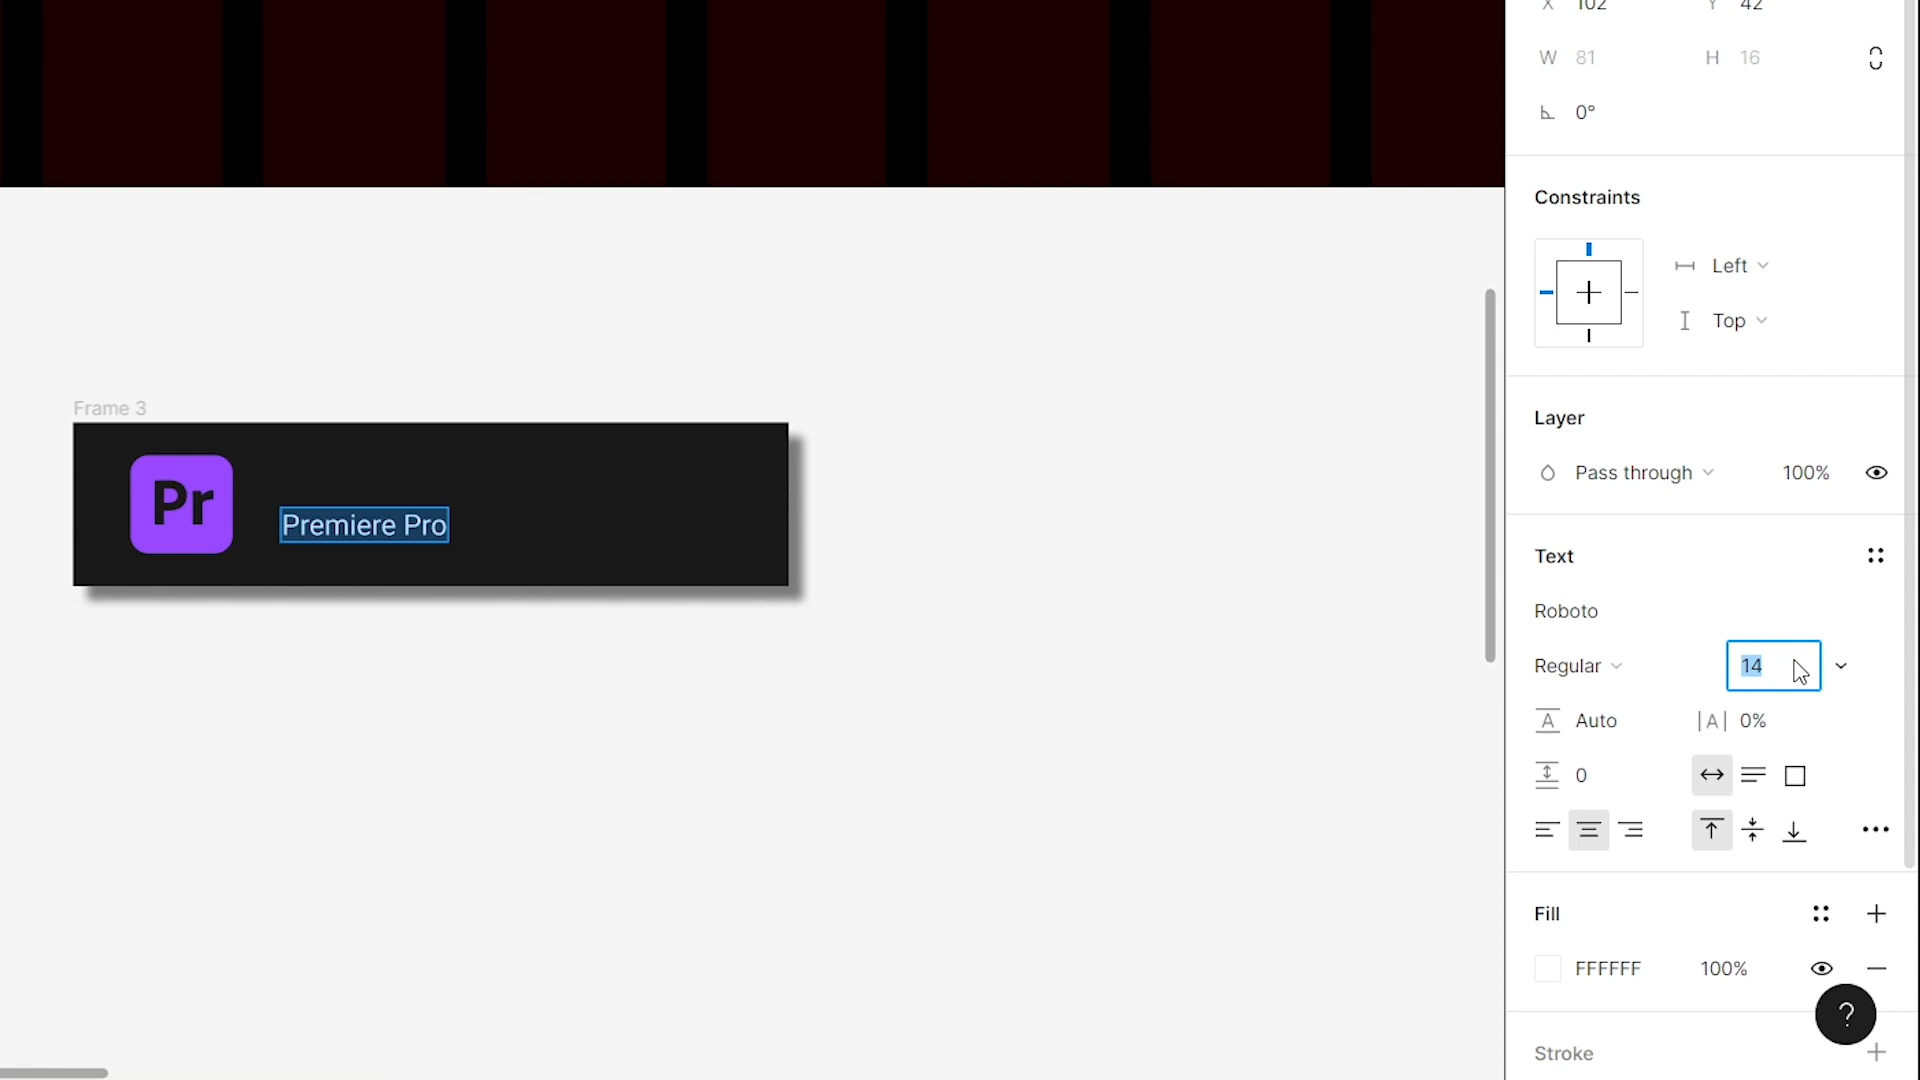 X 102 Y 42
W 81 H 16
0°
Constraints
Left
Top
Layer
Pass through 100%
Text
Roboto
Regular 14
A Auto |A| 0%
0
Fill
FFFFFF 100%
?
Stroke
Frame 3
Pr
Premiere Pro